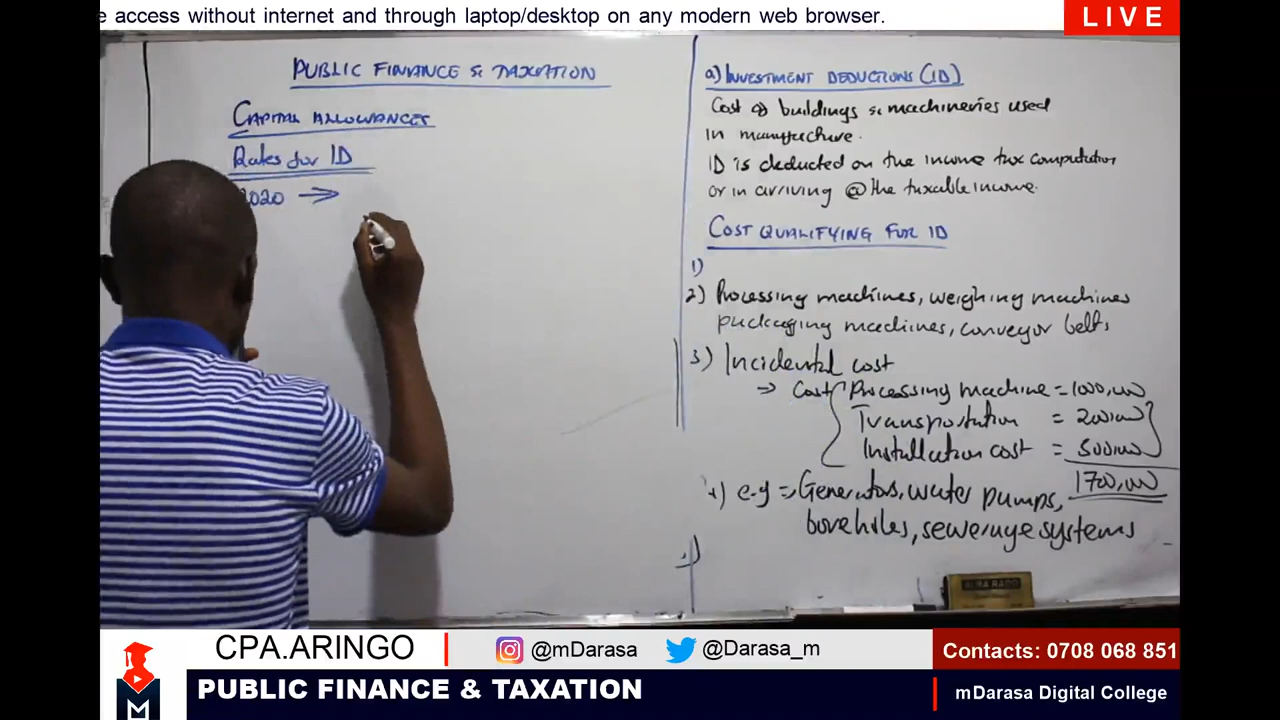 e access without internet and through laptop/desktop on any modern web browser.
LIVE
PUBLIC FINANCE & TAXATION
CAPITAL ALLOWANCES
Rates for ID
2020 →
a) INVESTMENT DEDUCTIONS (ID)
Cost of buildings & machineries used
in manufacture.
ID is deducted on the income tax computation
or in arriving @ the taxable income.
COST QUALIFYING FOR ID
1)
2) Processing machines, weighing machines
packaging machines, conveyor belts
3) Incidental cost
⇒ Cost Processing machine = 1000,000
Transportation = 200,000
Installation cost = 500,000
1700,000
4) e.g ⇒ Generators, water pumps,
boreholes, sewerage systems
CPA.ARINGO
@mDarasa
@Darasa_m
Contacts: 0708 068 851
PUBLIC FINANCE & TAXATION
mDarasa Digital College
M